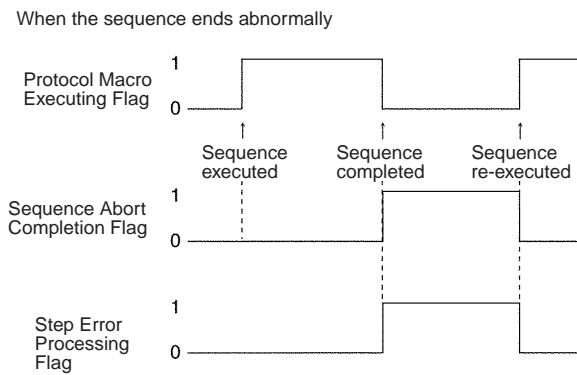 When the sequence ends abnormally
1
Protocol Macro
Executing Flag
0
Sequence
executed
Sequence
completed
Sequence
re-executed
1
Sequence Abort
Completion Flag
0
1
Step Error
Processing
Flag
0